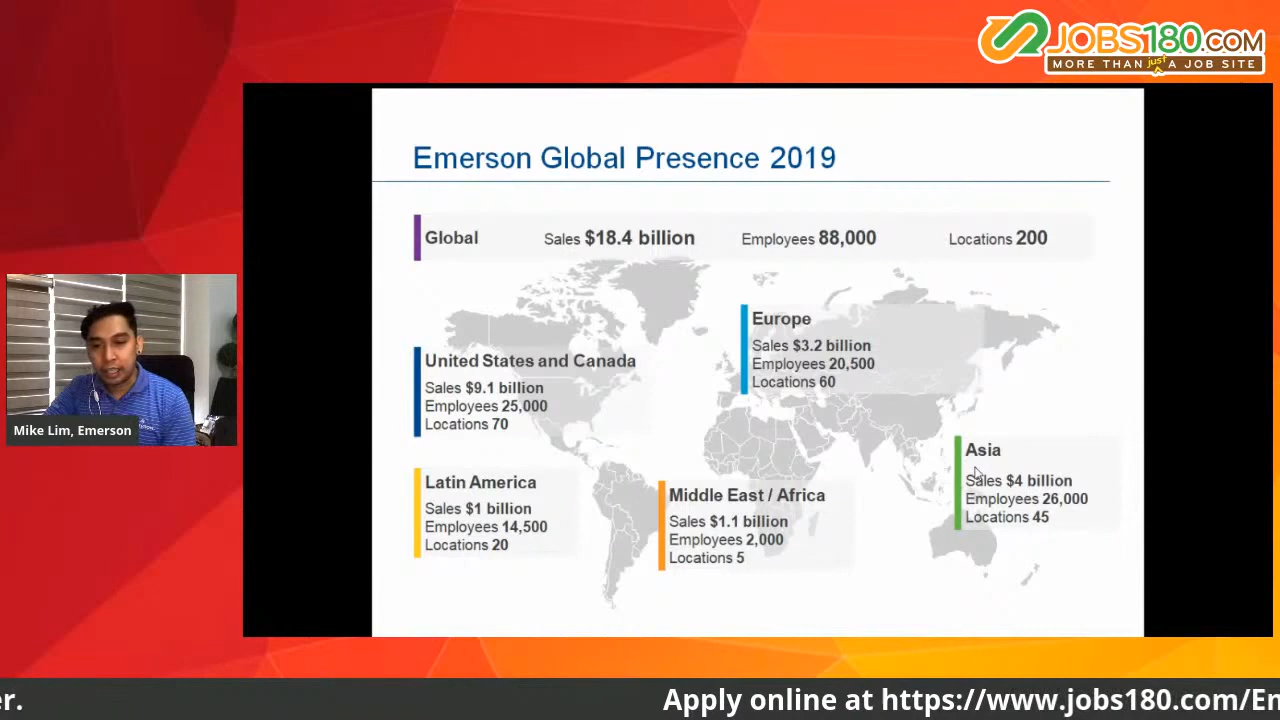 JOBS180.COM
MORE THAN just A JOB SITE
Emerson Global Presence 2019
Global Sales $18.4 billion Employees 88,000 Locations 200
Europe
Sales $3.2 billion
Employees 20,500
Locations 60
United States and Canada
Sales $9.1 billion
Employees 25,000
Locations 70
Asia
Sales $4 billion
Employees 26,000
Locations 45
Latin America
Sales $1 billion
Employees 14,500
Locations 20
Middle East / Africa
Sales $1.1 billion
Employees 2,000
Locations 5
Mike Lim, Emerson
er. Apply online at https://www.jobs180.com/En